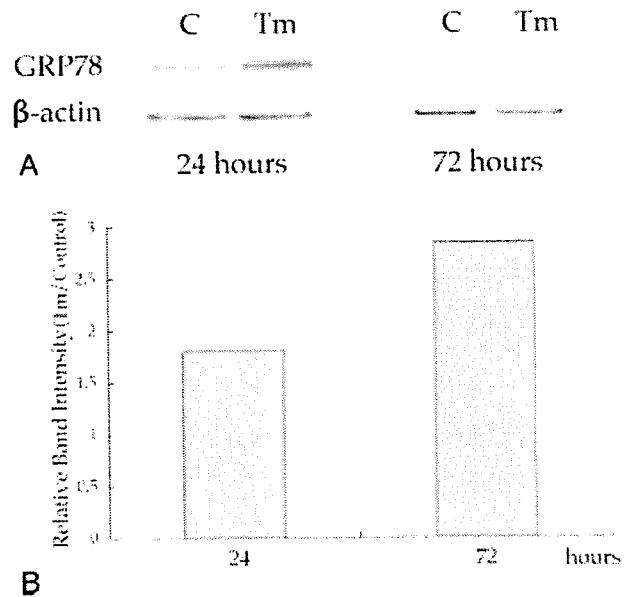 C Tm C Tm
GRP78
β-actin
A 24 hours 72 hours
Relative Band Intensity(Tm/Control)
3
2.5
2
1.5
1
0.5
0
24 72 hours
B